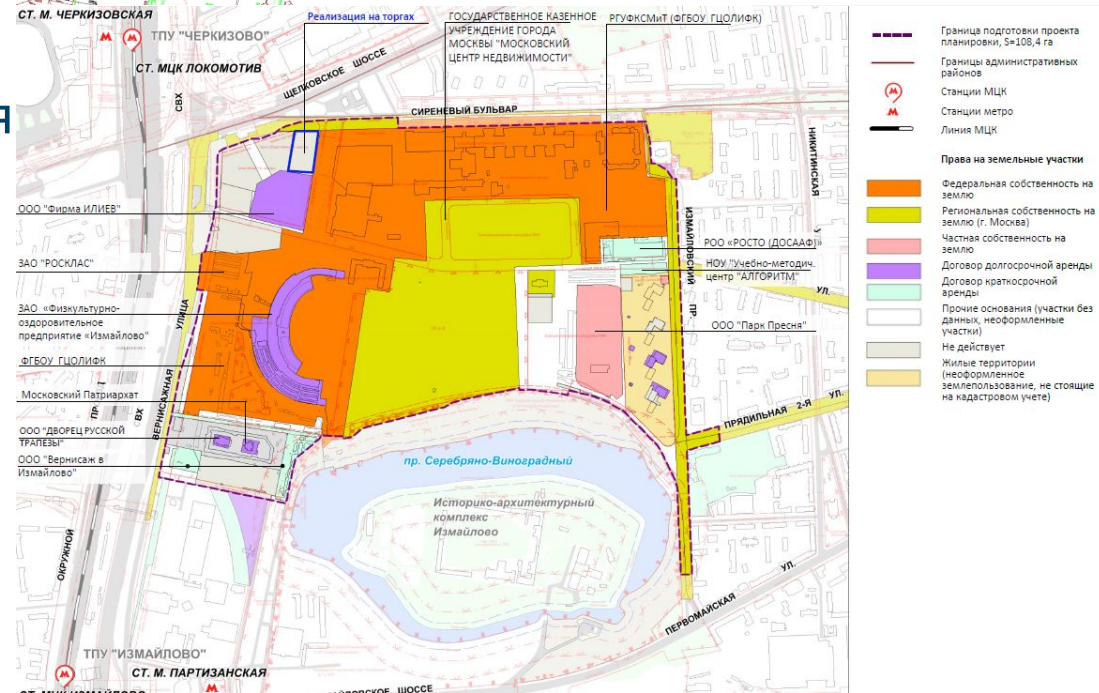 СТ. М. ЧЕРКИЗОВСКАЯ
ТПУ "ЧЕРКИЗОВО"
СТ. МЦК ЛОКОМОТИВ
Я
СВХ
Реализация на торгах
ГОСУДАРСТВЕННОЕ КАЗЕННОЕ
УЧРЕЖДЕНИЕ ГОРОДА
МОСКВЫ "МОСКОВСКИЙ
ЦЕНТР НЕДВИЖИМОСТИ"
РГУФКСМиТ (ФГБОУ ГЦОЛИФК)
ЩЕЛКОВСКОЕ ШОССЕ
СИРЕНЕВЫЙ БУЛЬВАР
НИКИТИНСКАЯ
ООО "Фирма ИЛИЕВ"
ЗАО "РОСКЛАС"
ЗАО «Физкультурно-
оздоровительное
предприятие «Измайлово"
ФГБОУ ГЦОЛИФК
Московский Патриархат
ООО "ДВОРЕЦ РУССКОЙ
ТРАПЕЗЫ"
ООО "Вернисаж в
Измайлово"
УЛИЦА
ВЕРНИСАЖНАЯ
ПР.
ВХ
ОКРУЖНОЙ
ИЗМАЙЛОВСКИЙ ПР.
РОО «РОСТО (ДОСААФ)»
НОУ "Учебно-методич.
центр "АЛГОРИТМ"
УЛ.
ООО "Парк Пресня"
ПРЯДИЛЬНАЯ 2-Я УЛ.
пр. Серебряно-Виноградный
Историко-архитектурный
комплекс
Измайлово
ПЕРВОМАЙСКАЯ УЛ.
ТПУ "ИЗМАЙЛОВО"
СТ. М. ПАРТИЗАНСКАЯ
ШОССЕ
Граница подготовки проекта
планировки, S=108,4 га
Границы административных
районов
Станции МЦК
Станции метро
Линия МЦК
Права на земельные участки
Федеральная собственность на
землю
Региональная собственность на
землю (г. Москва)
Частная собственность на
землю
Договор долгосрочной аренды
Договор краткосрочной
аренды
Прочие основания (участки без
данных, неоформленные
участки)
Не действует
Жилые территории
(неоформленное
землепользование, не стоящие
на кадастровом учете)